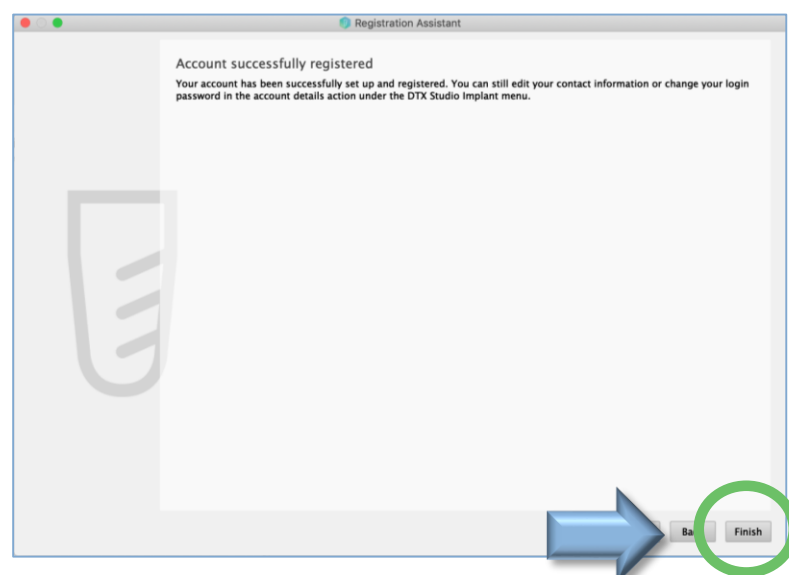 Registration Assistant
Account successfully registered
Your account has been successfully set up and registered. You can still edit your contact information or change your login
password in the account details action under the DTX Studio Implant menu.
Finish